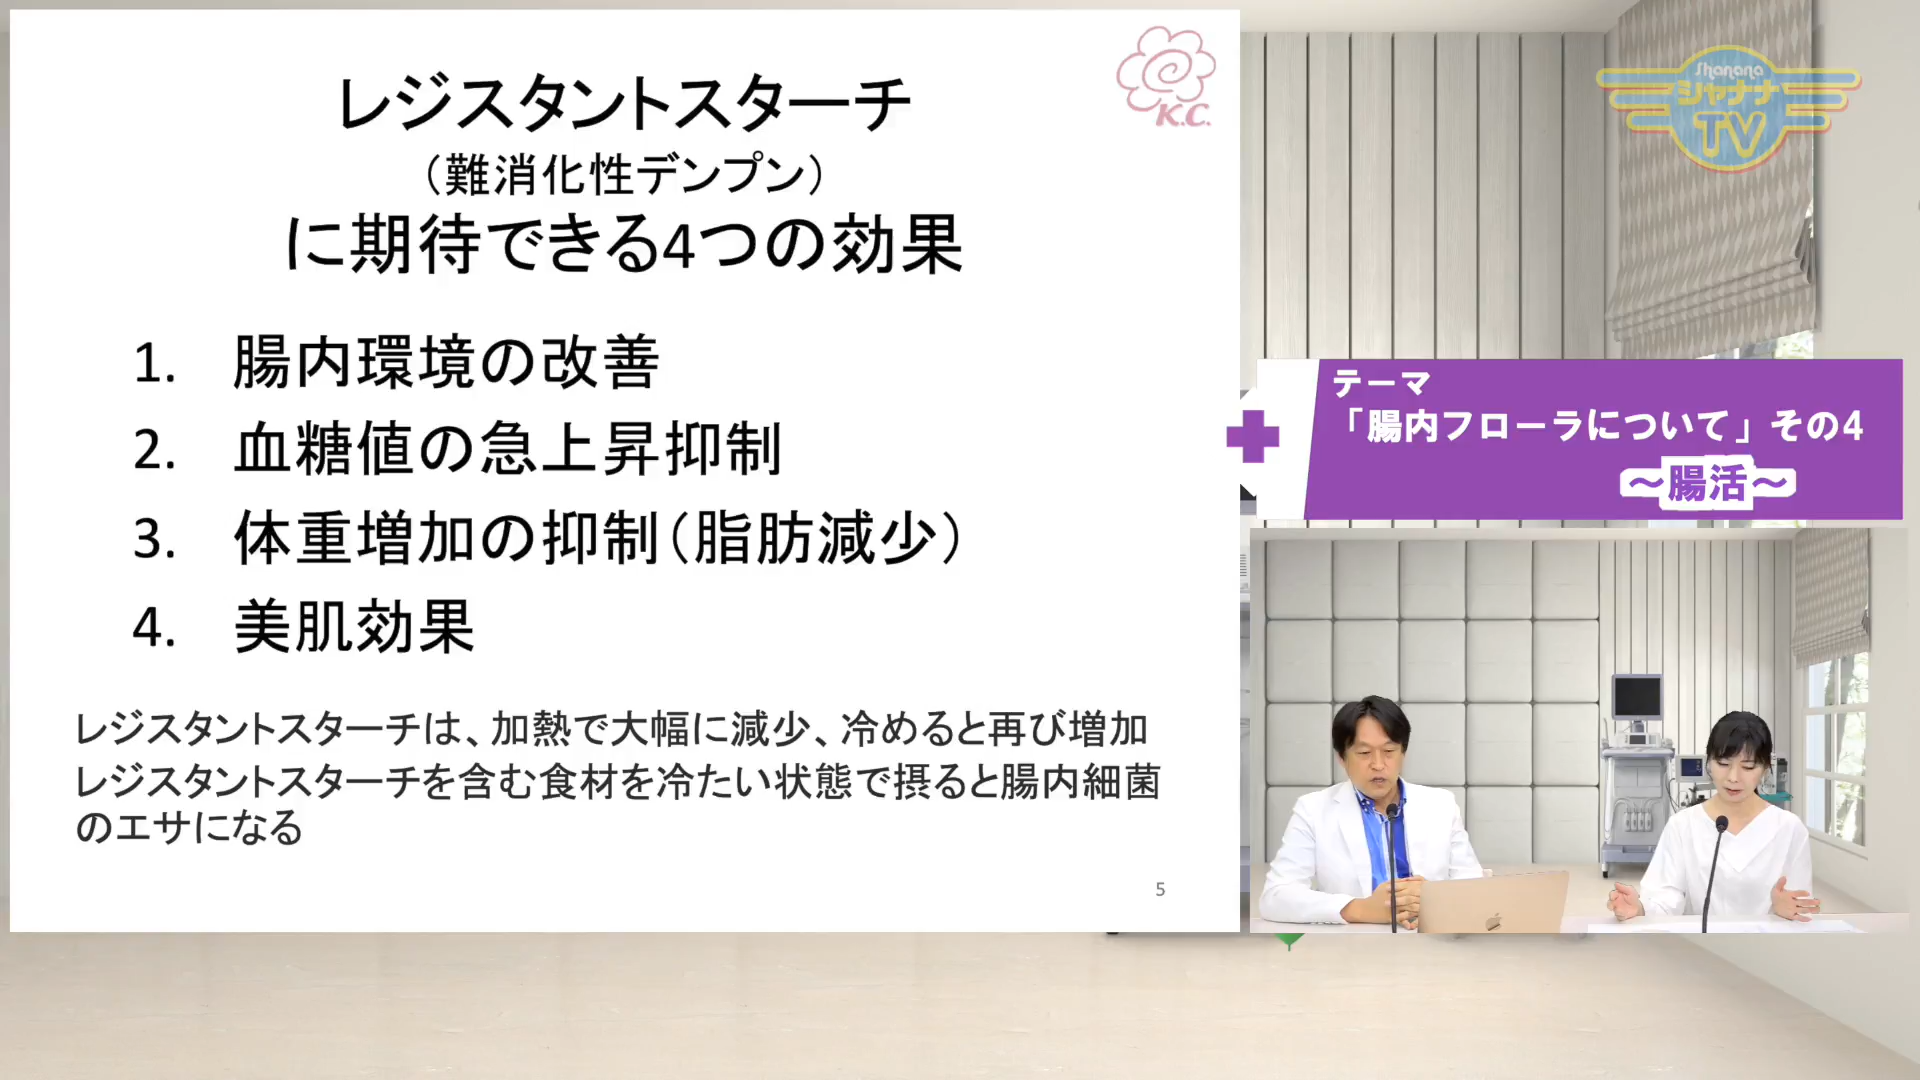 レジスタントスターチ
（難消化性デンプン）
に期待できる4つの効果
1. 腸内環境の改善
2. 血糖値の急上昇抑制
3. 体重増加の抑制（脂肪減少）
4. 美肌効果
レジスタントスターチは、加熱で大幅に減少、冷めると再び増加
レジスタントスターチを含む食材を冷たい状態で摂ると腸内細菌
のエサになる
5
K.C.
Shanana
シャナナ
TV
テーマ
「腸内フローラについて」その4
～腸活～